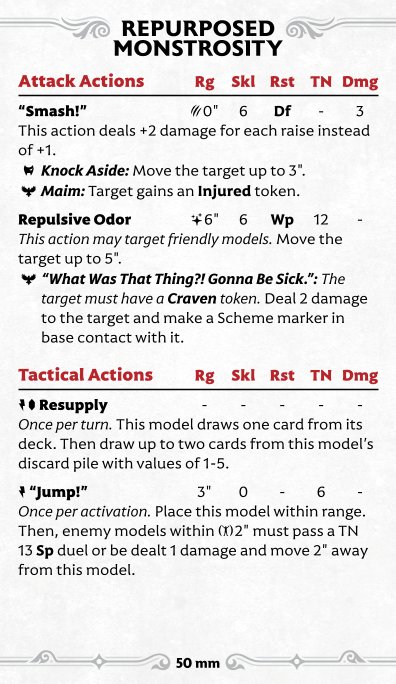 REPURPOSED
MONSTROSITY
Attack Actions Rg Skl Rst TN Dmg
“Smash!” 0" 6 Df - 3
This action deals +2 damage for each raise instead
of +1.
Knock Aside: Move the target up to 3".
Maim: Target gains an Injured token.
Repulsive Odor 6" 6 Wp 12 -
This action may target friendly models. Move the
target up to 5".
“What Was That Thing?! Gonna Be Sick.”: The
target must have a Craven token. Deal 2 damage
to the target and make a Scheme marker in
base contact with it.
Tactical Actions Rg Skl Rst TN Dmg
Resupply - - - - -
Once per turn. This model draws one card from its
deck. Then draw up to two cards from this model’s
discard pile with values of 1-5.
“Jump!” 3" 0 - 6 -
Once per activation. Place this model within range.
Then, enemy models within 2" must pass a TN
13 Sp duel or be dealt 1 damage and move 2" away
from this model.
50 mm